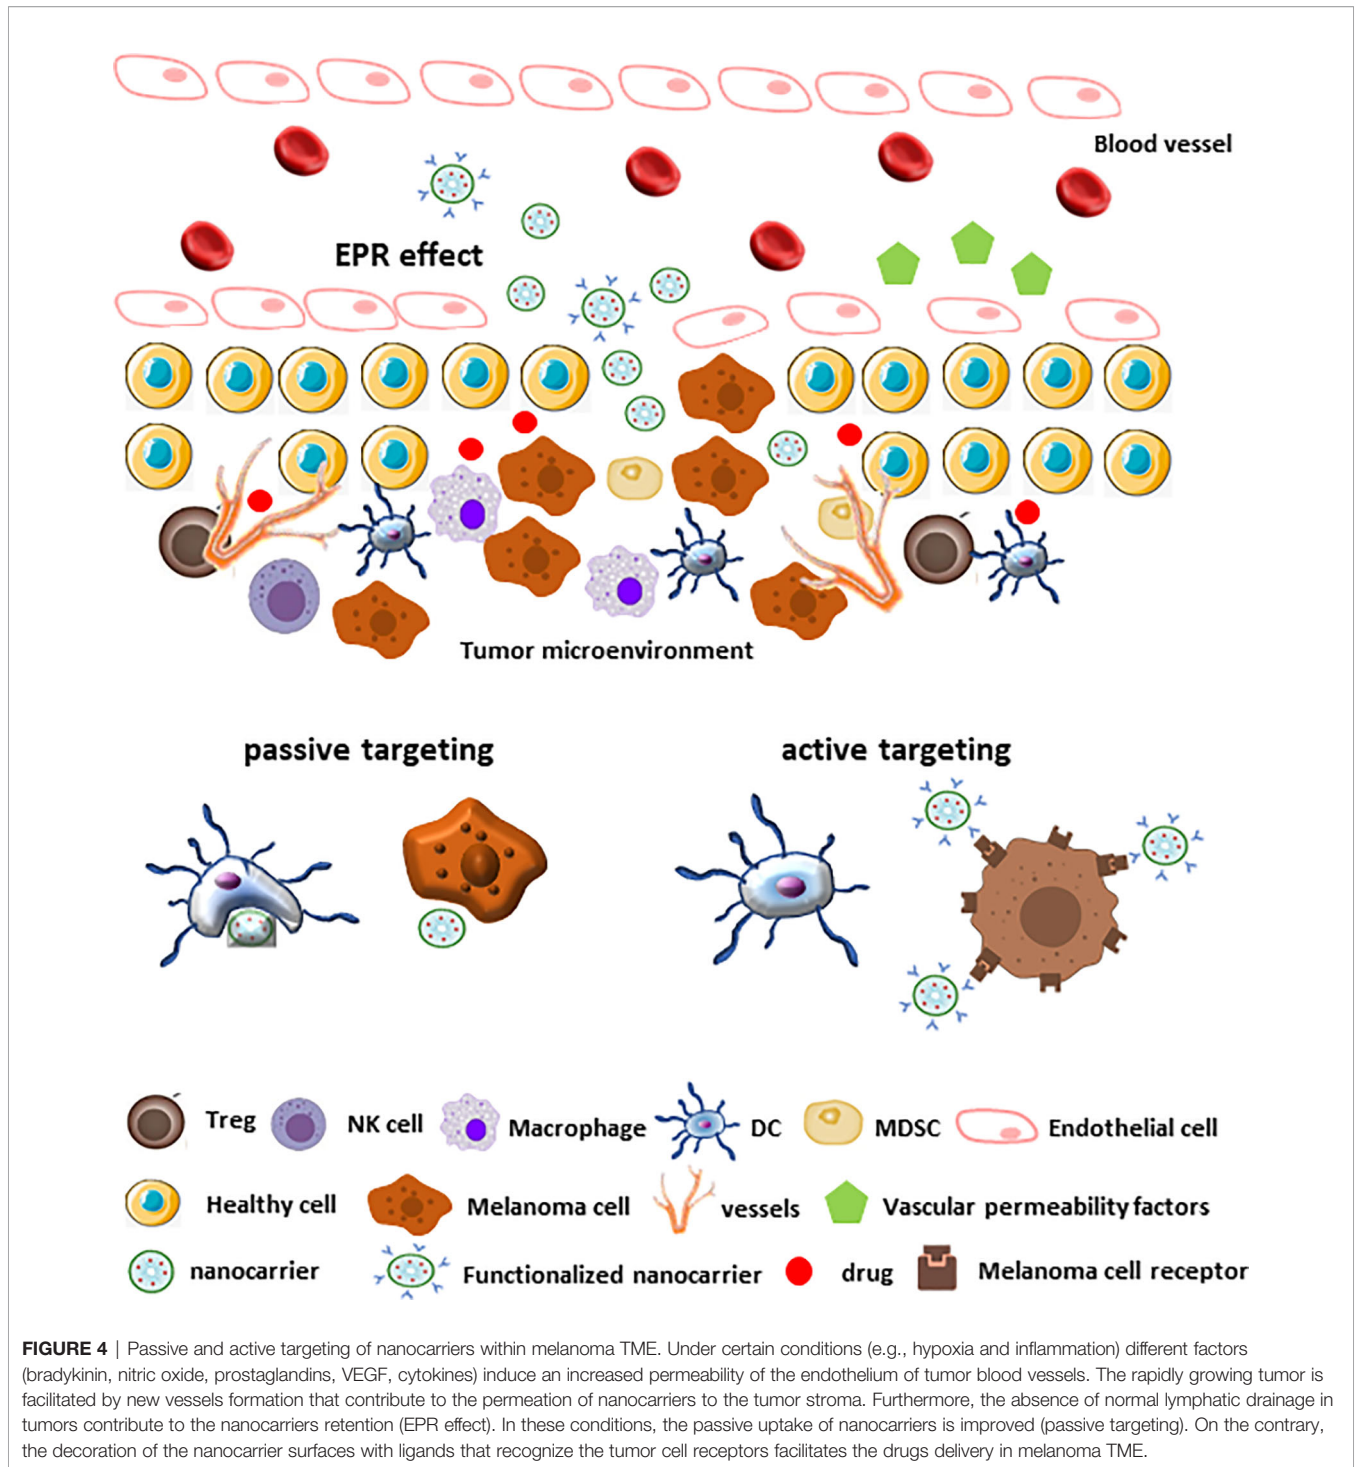 Blood vessel
EPR effect
Tumor microenvironment
passive targeting
active targeting
Treg NK cell Macrophage DC MDSC Endothelial cell
Healthy cell Melanoma cell vessels Vascular permeability factors
nanocarrier Functionalized nanocarrier drug Melanoma cell receptor
FIGURE 4 | Passive and active targeting of nanocarriers within melanoma TME. Under certain conditions (e.g., hypoxia and inflammation) different factors
(bradykinin, nitric oxide, prostaglandins, VEGF, cytokines) induce an increased permeability of the endothelium of tumor blood vessels. The rapidly growing tumor is
facilitated by new vessels formation that contribute to the permeation of nanocarriers to the tumor stroma. Furthermore, the absence of normal lymphatic drainage in
tumors contribute to the nanocarriers retention (EPR effect). In these conditions, the passive uptake of nanocarriers is improved (passive targeting). On the contrary,
the decoration of the nanocarrier surfaces with ligands that recognize the tumor cell receptors facilitates the drugs delivery in melanoma TME.